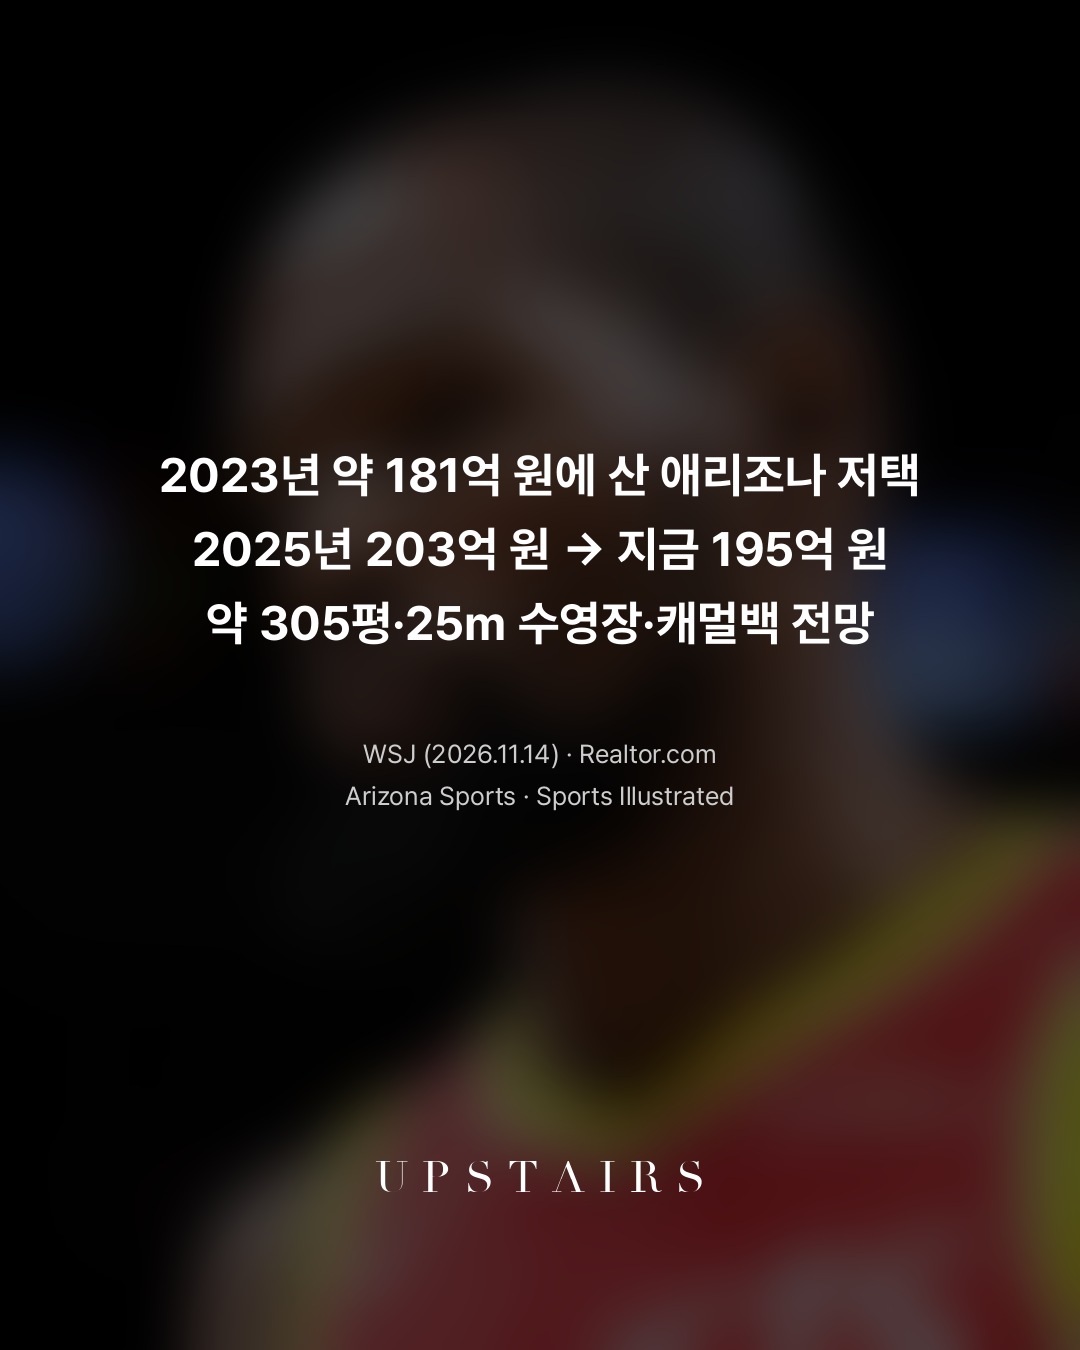 2023년 약 181억 원에 산 애리조나 저택
2025년 203억 원 → 지금 195억 원
약 305평·25m 수영장·캐멀백 전망
WSJ (2026.11.14) · Realtor.com
Arizona Sports · Sports Illustrated
UPSTAIRS